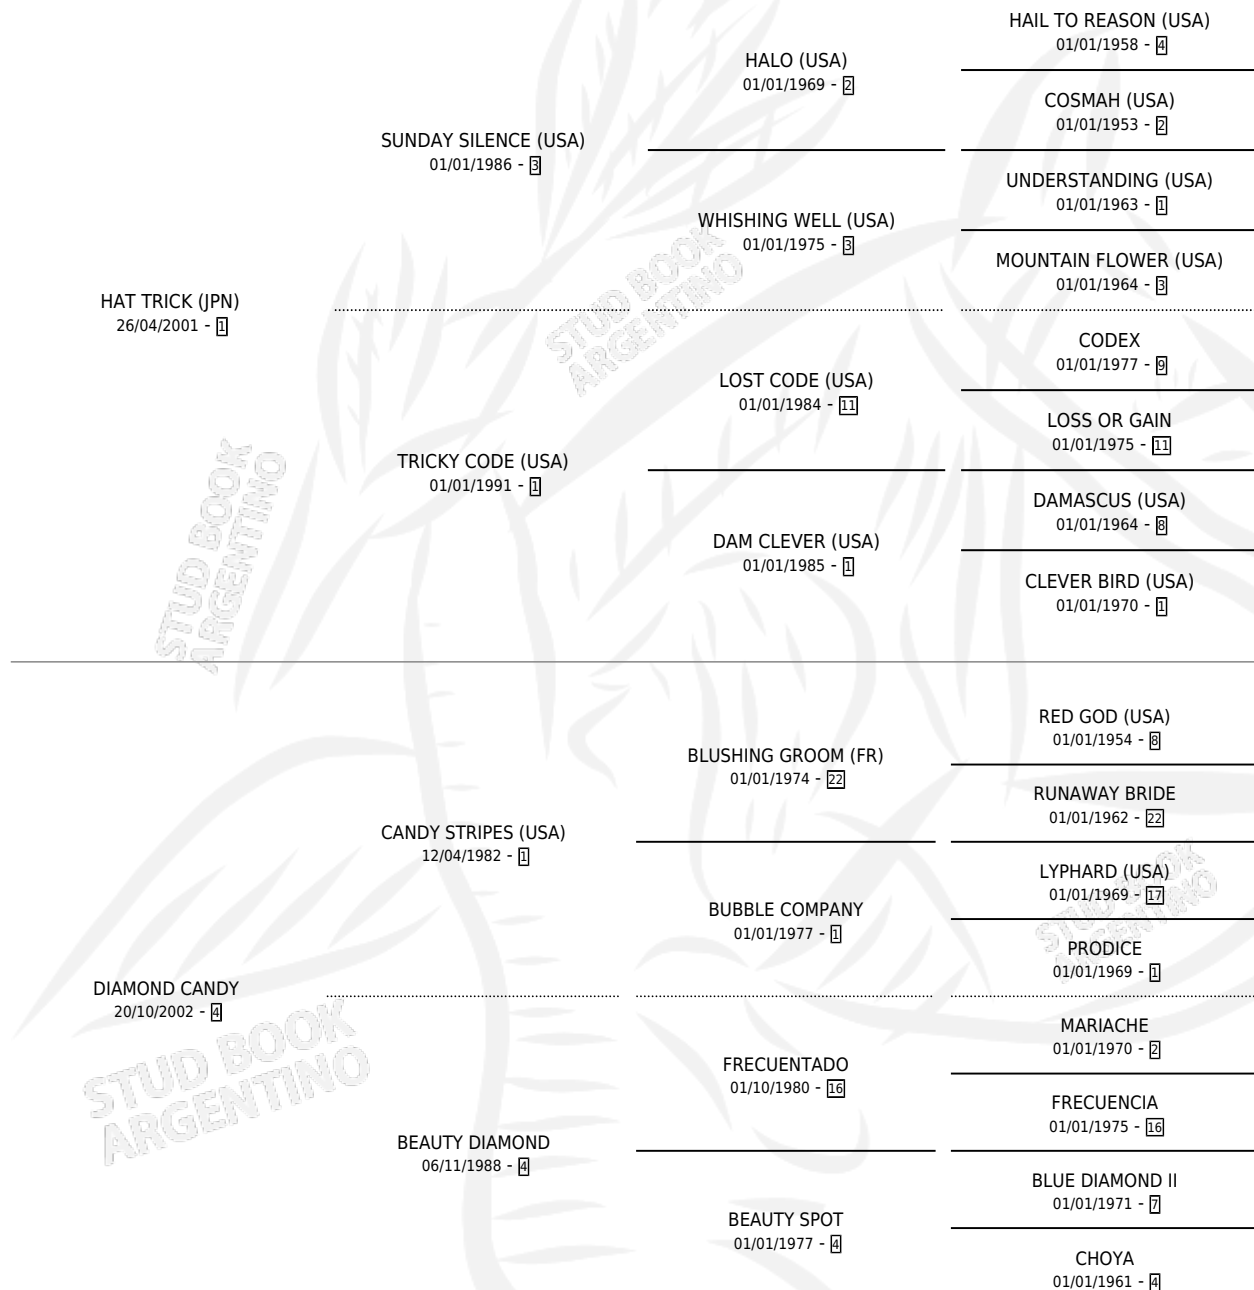 HAIL TO REASON (USA)
01/01/1958 - 4
HALO (USA)
01/01/1969 - 2
COSMAH (USA)
01/01/1953 - 2
SUNDAY SILENCE (USA)
01/01/1986 - 3
UNDERSTANDING (USA)
01/01/1963 - 1
WHISHING WELL (USA)
01/01/1975 - 3
MOUNTAIN FLOWER (USA)
01/01/1964 - 3
HAT TRICK (JPN)
26/04/2001 - 1
CODEX
01/01/1977 - 9
LOST CODE (USA)
01/01/1984 - 11
LOSS OR GAIN
01/01/1975 - 11
TRICKY CODE (USA)
01/01/1991 - 1
DAMASCUS (USA)
01/01/1964 - 8
DAM CLEVER (USA)
01/01/1985 - 1
CLEVER BIRD (USA)
01/01/1970 - 1
RED GOD (USA)
01/01/1954 - 8
BLUSHING GROOM (FR)
01/01/1974 - 22
RUNAWAY BRIDE
01/01/1962 - 22
CANDY STRIPES (USA)
12/04/1982 - 1
LYPHARD (USA)
01/01/1969 - 17
BUBBLE COMPANY
01/01/1977 - 1
PRODICE
01/01/1969 - 1
DIAMOND CANDY
20/10/2002 - 4
MARIACHE
01/01/1970 - 2
FRECUENTADO
01/10/1980 - 16
FRECUENCIA
01/01/1975 - 16
BEAUTY DIAMOND
06/11/1988 - 4
BLUE DIAMOND II
01/01/1971 - 7
BEAUTY SPOT
01/01/1977 - 4
CHOYA
01/01/1961 - 4
STUD BOOK
ARGENTINO
STUD BOOK
ARGENTINO
STUD BOOK
ARGENTINO
STUD BOOK
ARGENTINO